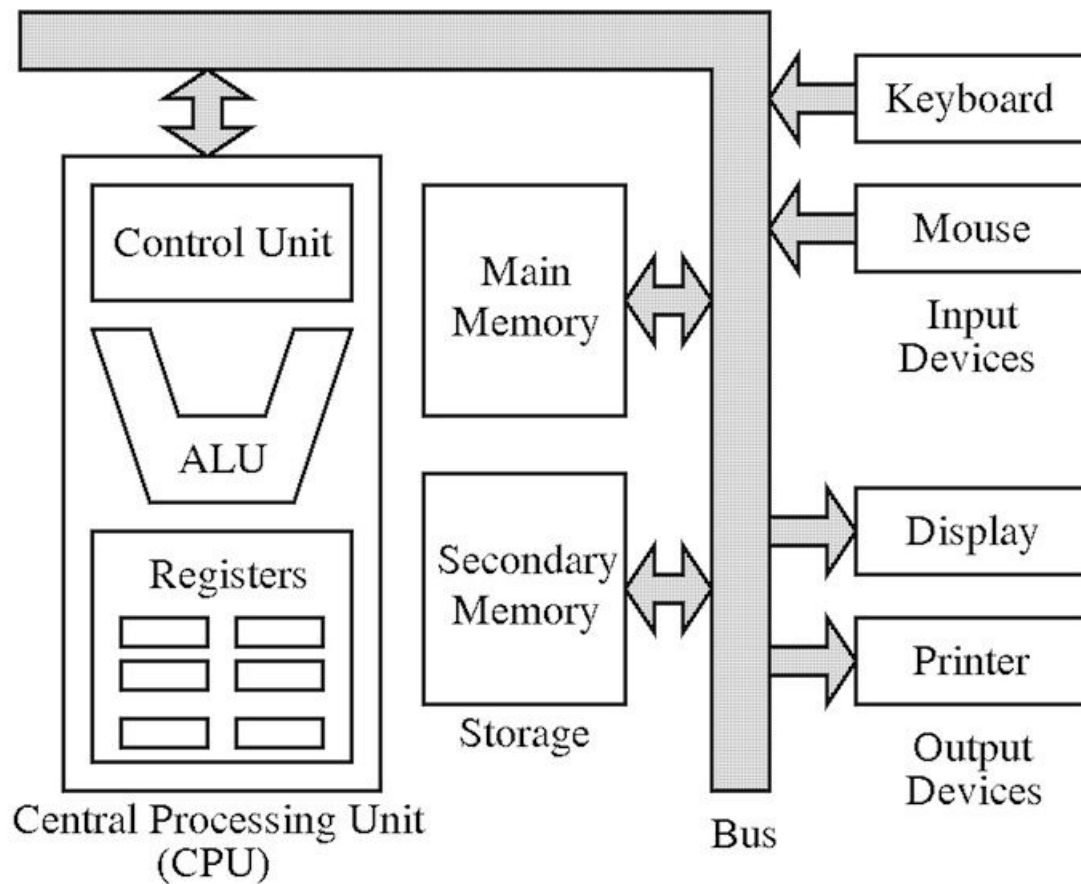 Keyboard
Control Unit
Mouse
Main
Memory
Input
Devices
ALU
Display
Secondary
Memory
Registers
Printer
Storage
Output
Devices
Central Processing Unit
(CPU)
Bus